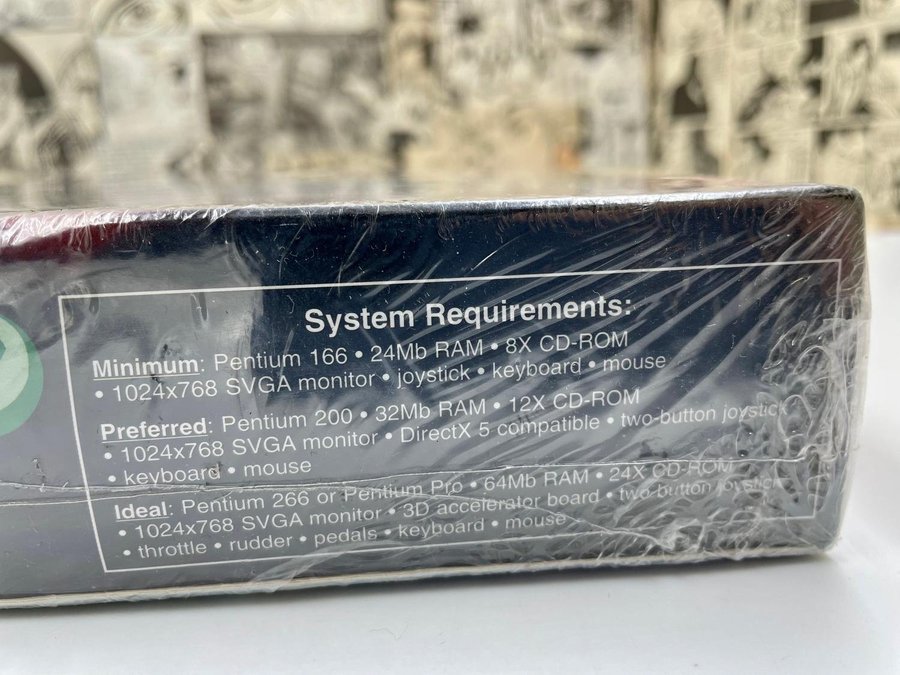 System Requirements:
Minimum: Pentium 166 • 24Mb RAM • 8X CD-ROM
• 1024x768 SVGA monitor • joystick • keyboard • mouse
Preferred: Pentium 200 • 32Mb RAM • 12X CD-ROM
• 1024x768 SVGA monitor • DirectX 5 compatible • two-button joystick
• keyboard • mouse
Ideal: Pentium 266 or Pentium Pro • 64Mb RAM • 24X CD-ROM
• 1024x768 SVGA monitor • 3D accelerator board • two-button joystick
• throttle • rudder • pedals • keyboard • mouse